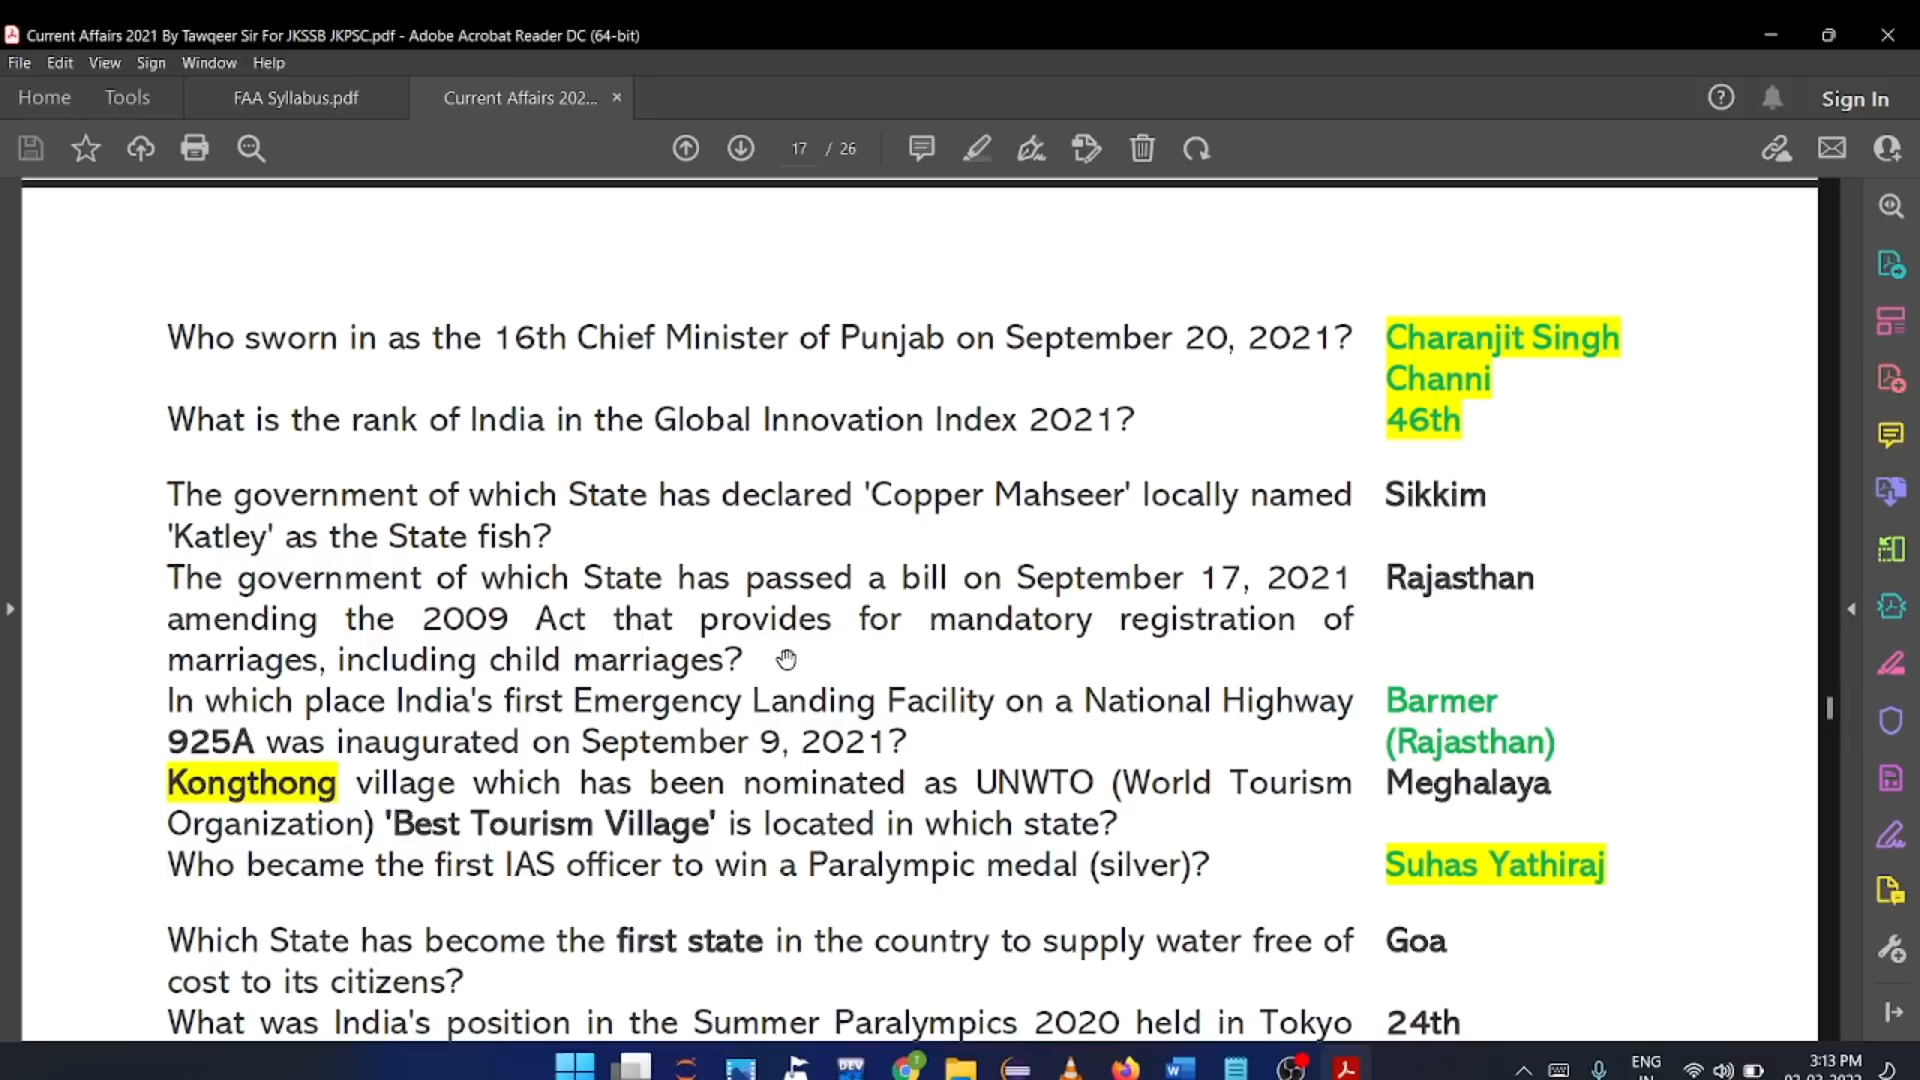 Current Affairs 2021 By Tawqeer Sir For JKSSB JKPSC.pdf - Adobe Acrobat Reader DC (64-bit)
File Edit View Sign Window Help
Home Tools FAA Syllabus.pdf Current Affairs 202... × Sign In
17 / 26
Who sworn in as the 16th Chief Minister of Punjab on September 20, 2021? Charanjit Singh
Channi
What is the rank of India in the Global Innovation Index 2021? 46th
The government of which State has declared 'Copper Mahseer' locally named Sikkim
'Katley' as the State fish?
The government of which State has passed a bill on September 17, 2021 Rajasthan
amending the 2009 Act that provides for mandatory registration of
marriages, including child marriages?
In which place India's first Emergency Landing Facility on a National Highway Barmer
925A was inaugurated on September 9, 2021? (Rajasthan)
Kongthong village which has been nominated as UNWTO (World Tourism Meghalaya
Organization) 'Best Tourism Village' is located in which state?
Who became the first IAS officer to win a Paralympic medal (silver)? Suhas Yathiraj
Which State has become the first state in the country to supply water free of Goa
cost to its citizens?
What was India's position in the Summer Paralympics 2020 held in Tokyo 24th
DEV
ENG 3:13 PM